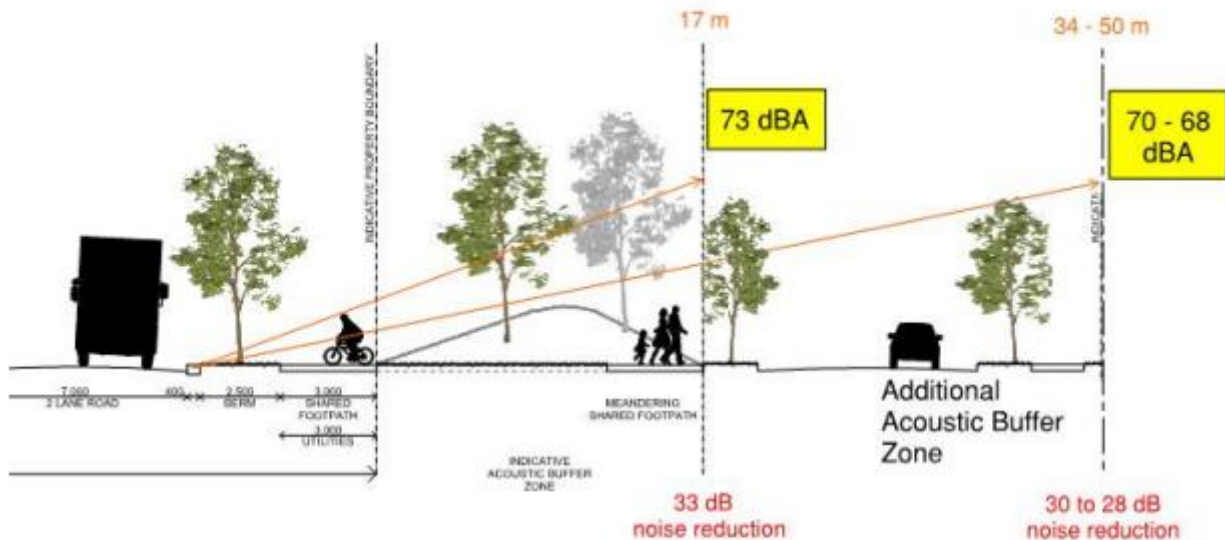 17 m
34 - 50 m
73 dBA
70 - 68
dBA
INDICATIVE PROPERTY BOUNDARY
7,000
400
2,500
3,000
2 LANE ROAD
BERM
SHARED
FOOTPATH
3,000
UTILITIES
MEANDERING
SHARED FOOTPATH
INDICATIVE
ACOUSTIC BUFFER
ZONE
Additional
Acoustic Buffer
Zone
33 dB
noise reduction
30 to 28 dB
noise reduction